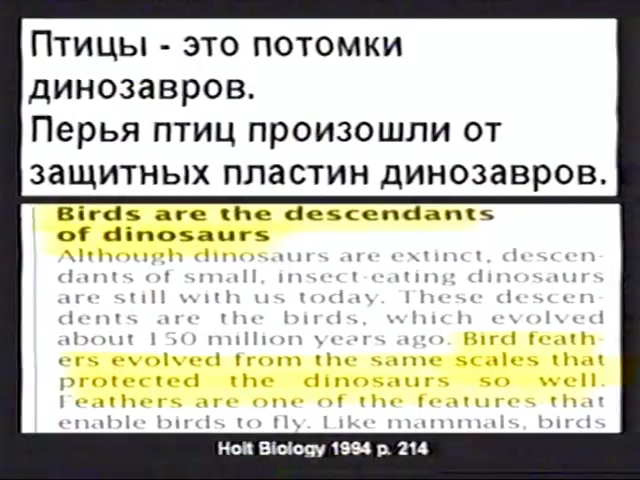 Птицы - это потомки
динозавров.
Перья птиц произошли от
защитных пластин динозавров.
Birds are the descendants
of dinosaurs
Although dinosaurs are extinct, descen-
dants of small, insect-eating dinosaurs
are still with us today. These descen-
dents are the birds, which evolved
about 150 million years ago. Bird feath-
ers evolved from the same scales that
protected the dinosaurs so well.
Feathers are one of the features that
enable birds to fly. Like mammals, birds
Holt Biology 1994 p. 214